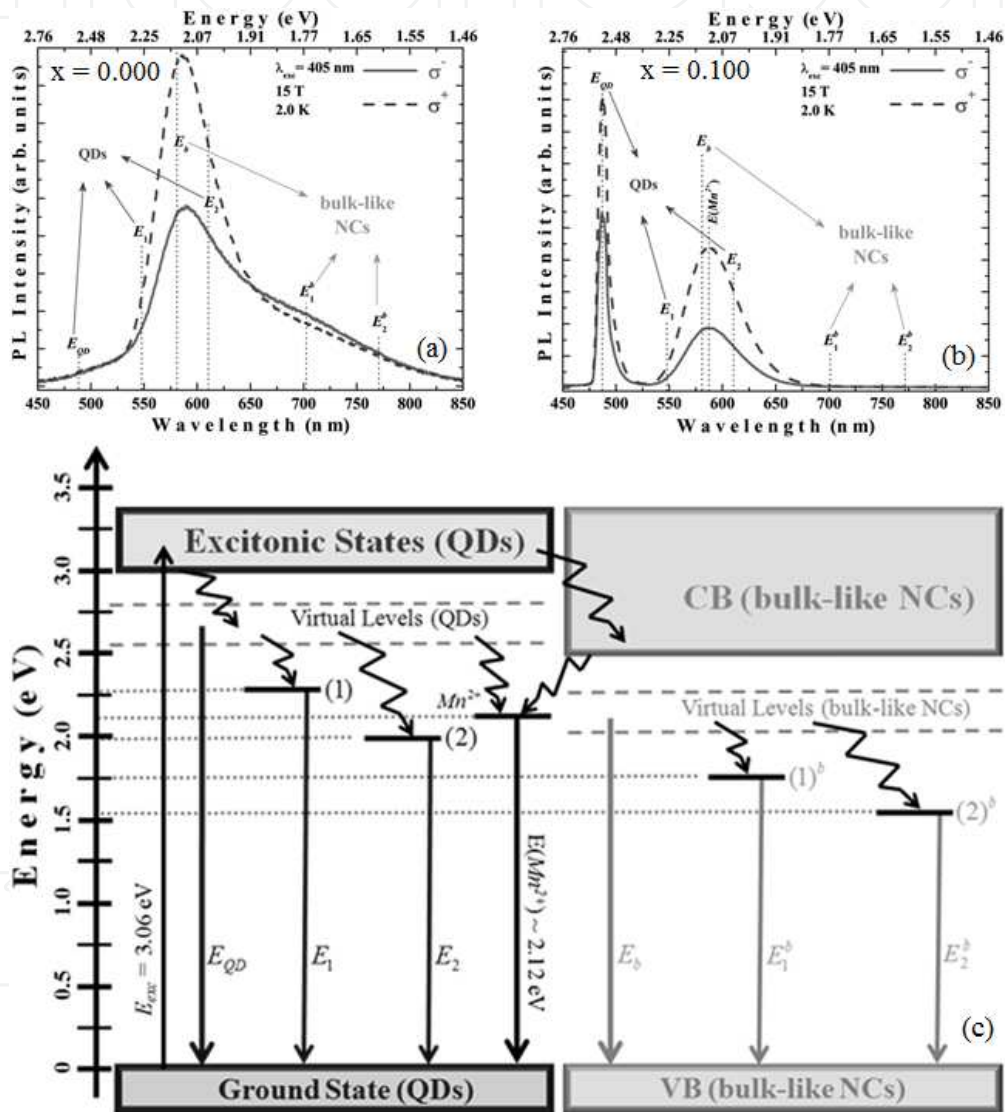 Energy (eV)
2.76 2.48 2.25 2.07 1.91 1.77 1.65 1.55 1.46
x = 0.000
λexc = 405 nm
15 T
2.0 K
σ-
σ+
Eb
QDs
bulk-like
NCs
E2
E1
E1b
E2b
EQD
(a)
PL Intensity (arb. units)
450 500 550 600 650 700 750 800 850
Wavelength (nm)
Energy (eV)
2.76 2.48 2.25 2.07 1.91 1.77 1.65 1.55 1.46
x = 0.100
λexc = 405 nm
15 T
2.0 K
σ-
σ+
EQD
Eb
E(Mn2+)
QDs
bulk-like
NCs
E2
E1
E1b
E2b
(b)
PL Intensity (arb. units)
450 500 550 600 650 700 750 800 850
Wavelength (nm)
Energy (eV)
3.5
3.0
2.5
2.0
1.5
1.0
0.5
0
Excitonic States (QDs)
CB (bulk-like NCs)
Virtual Levels (QDs)
(1)
Mn2+
(2)
Virtual Levels (bulk-like NCs)
(1)b
(2)b
Eexc = 3.06 eV
EQD
E1
E2
E(Mn2+) ~ 2.12 eV
Eb
E1b
E2b
(c)
Ground State (QDs)
VB (bulk-like NCs)